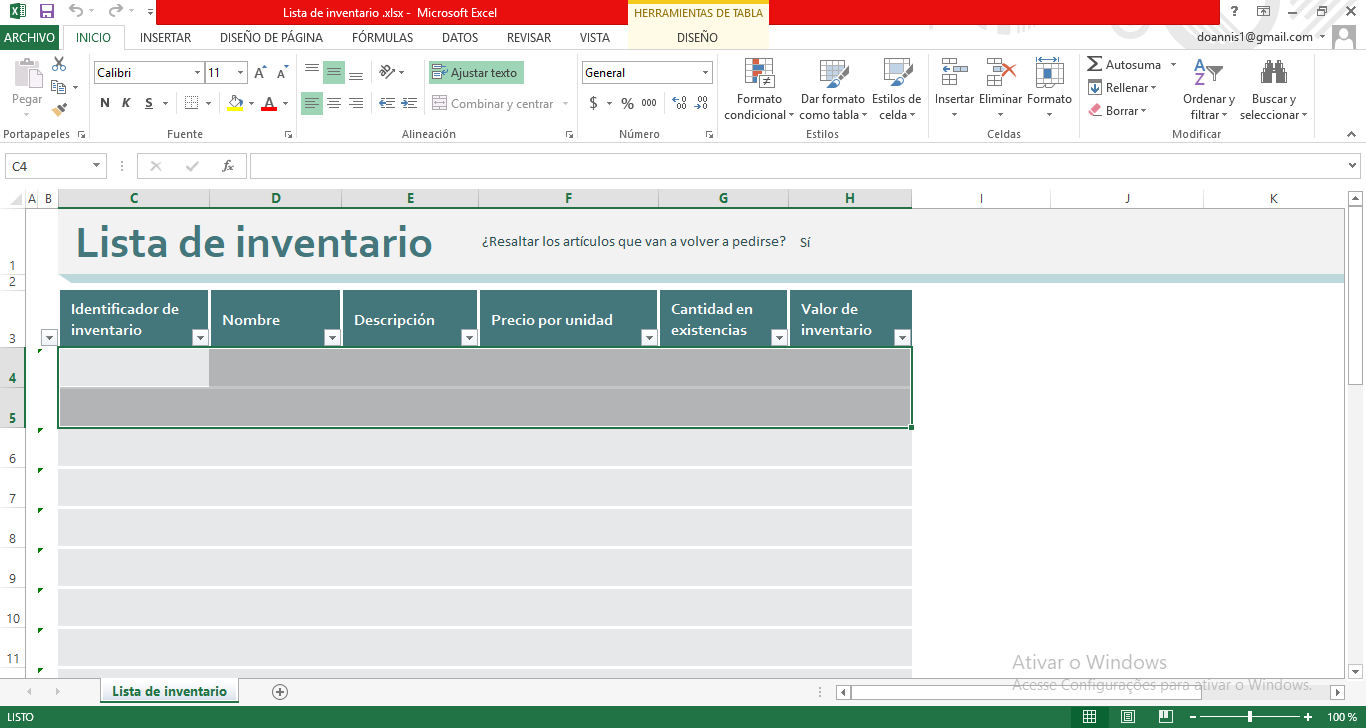 Lista de inventario .xlsx - Microsoft Excel
HERRAMIENTAS DE TABLA
?
ARCHIVO INICIO INSERTAR DISEÑO DE PÁGINA FÓRMULAS DATOS REVISAR VISTA DISEÑO
doannis1@gmail.com
Pegar
Portapapeles
Calibri 11 A A
N K S A
Fuente
Ajustar texto
Combinar y centrar
Alineación
General
$ % 000
Número
Formato
condicional
Dar formato
como tabla
Estilos de
celda
Estilos
Insertar Eliminar Formato
Celdas
Autosuma
Rellenar
Borrar
Ordenar y
filtrar
Buscar y
seleccionar
Modificar
C4
fx
A B C D E F G H I J K
1
Lista de inventario
¿Resaltar los artículos que van a volver a pedirse? Sí
2
3
Identificador de
inventario
Nombre
Descripción
Precio por unidad
Cantidad en
existencias
Valor de
inventario
4
5
6
7
8
9
10
11
Ativar o Windows
Acesse Configurações para ativar o Windows.
Lista de inventario
LISTO
100 %